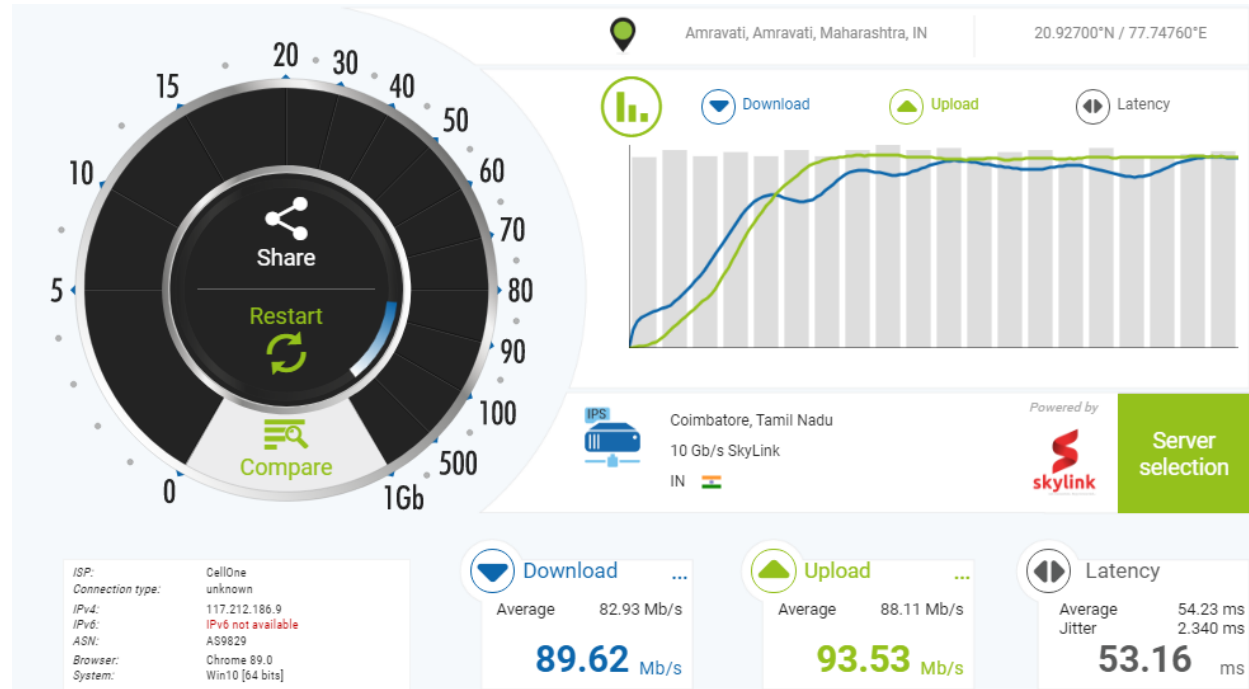 Amravati, Amravati, Maharashtra, IN
20.92700°N / 77.74760°E
0
5
10
15
20
30
40
50
60
70
80
90
100
500
1Gb
Share
Restart
Compare
Download
Upload
Latency
IPS
Coimbatore, Tamil Nadu
10 Gb/s SkyLink
IN
Powered by
skylink
Server
selection
ISP: CellOne
Connection type: unknown
IPv4: 117.212.186.9
IPv6: IPv6 not available
ASN: AS9829
Browser: Chrome 89.0
System: Win10 [64 bits]
Download ...
Average 82.93 Mb/s
89.62 Mb/s
Upload ...
Average 88.11 Mb/s
93.53 Mb/s
Latency
Average 54.23 ms
Jitter 2.340 ms
53.16 ms